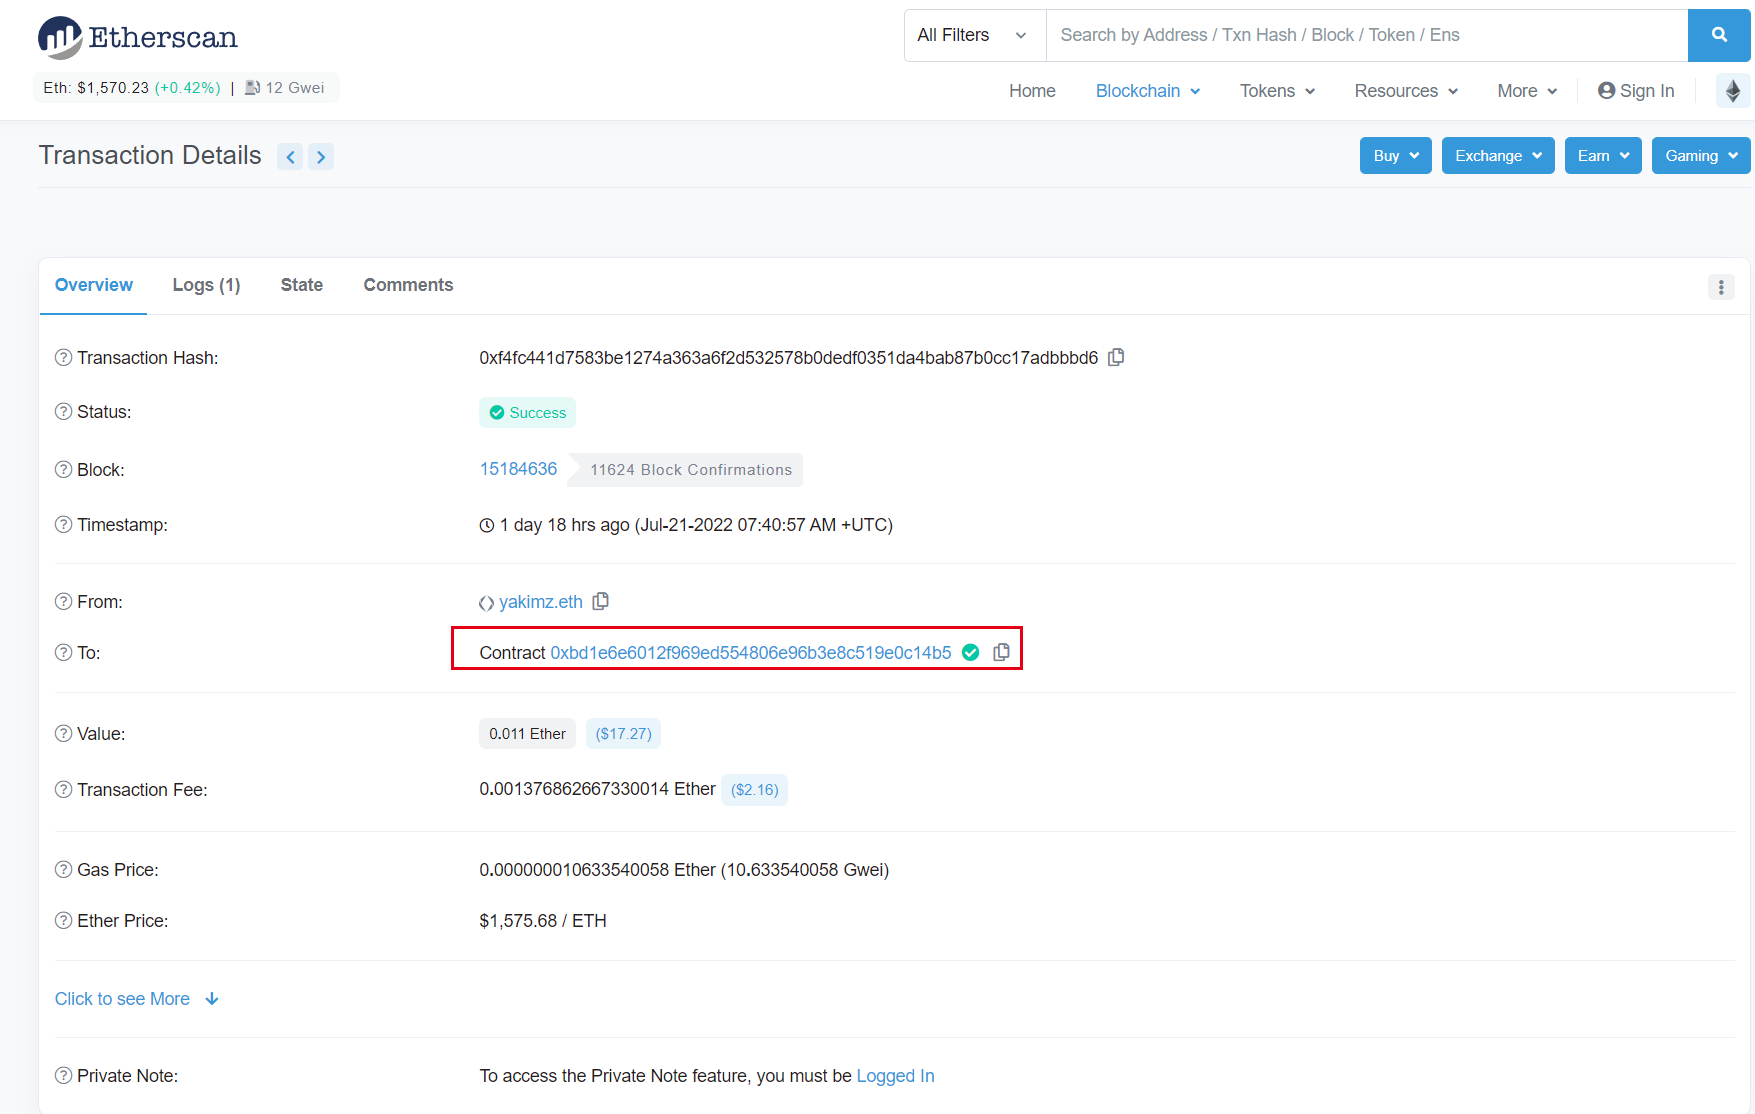 Etherscan
All Filters
Search by Address / Txn Hash / Block / Token / Ens
Eth: $1,570.23 (+0.42%) | 12 Gwei
Home Blockchain Tokens Resources More Sign In
Transaction Details
Buy Exchange Earn Gaming
Overview Logs (1) State Comments
Transaction Hash: 0xf4fc441d7583be1274a363a6f2d532578b0dedf0351da4bab87b0cc17adbbbd6
Status: Success
Block: 15184636 11624 Block Confirmations
Timestamp: 1 day 18 hrs ago (Jul-21-2022 07:40:57 AM +UTC)
From: yakimz.eth
To: Contract 0xbd1e6e6012f969ed554806e96b3e8c519e0c14b5
Value: 0.011 Ether ($17.27)
Transaction Fee: 0.001376862667330014 Ether ($2.16)
Gas Price: 0.000000010633540058 Ether (10.633540058 Gwei)
Ether Price: $1,575.68 / ETH
Click to see More
Private Note: To access the Private Note feature, you must be Logged In